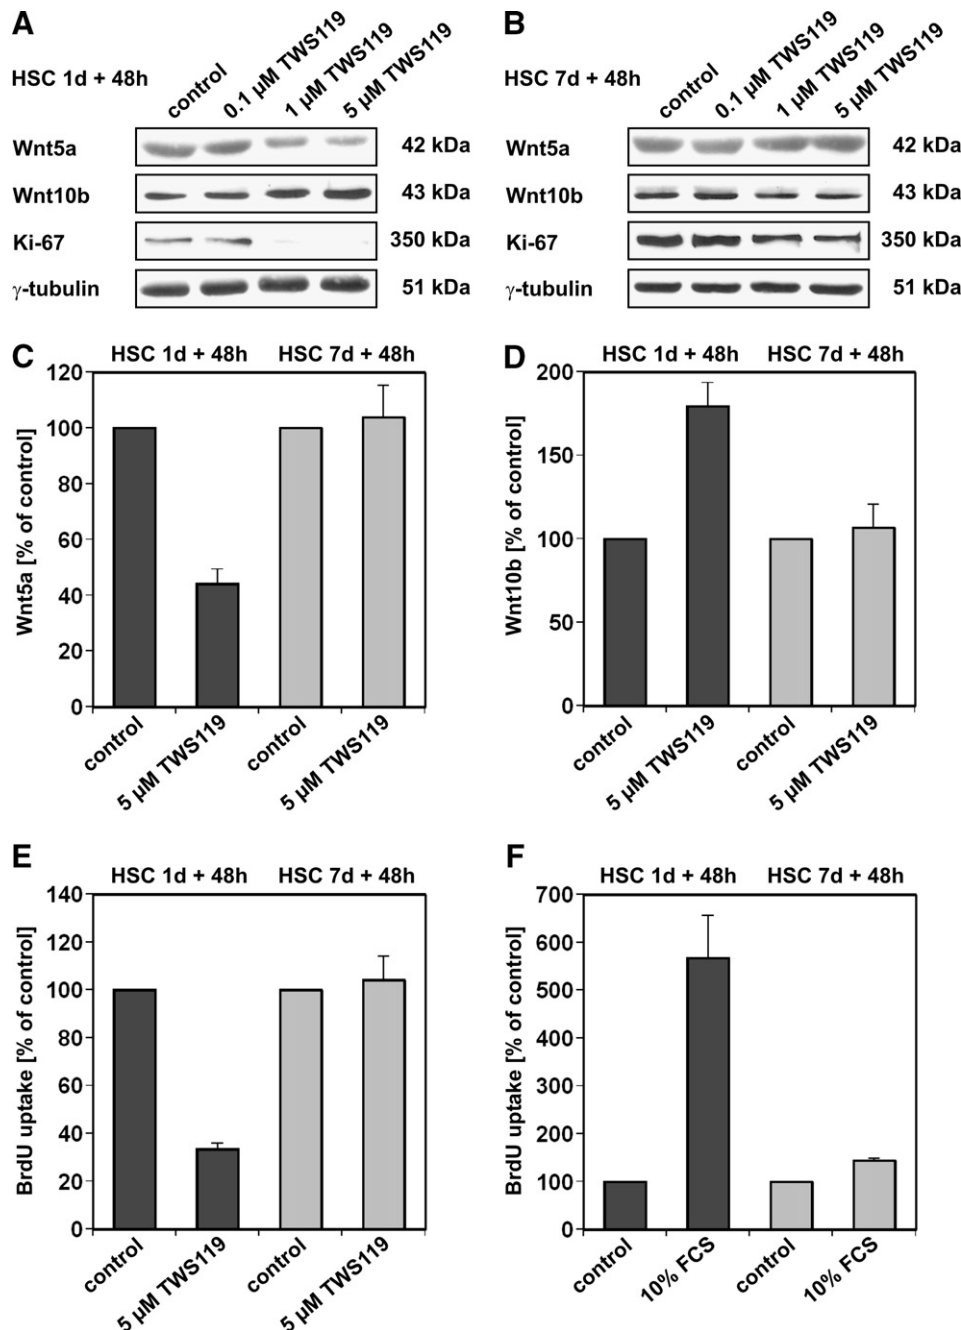 A
HSC 1d + 48h
control
0.1 µM TWS119
1 µM TWS119
5 µM TWS119
Wnt5a
42 kDa
Wnt10b
43 kDa
Ki-67
350 kDa
γ-tubulin
51 kDa
B
HSC 7d + 48h
control
0.1 µM TWS119
1 µM TWS119
5 µM TWS119
Wnt5a
42 kDa
Wnt10b
43 kDa
Ki-67
350 kDa
γ-tubulin
51 kDa
C
HSC 1d + 48h
HSC 7d + 48h
Wnt5a [% of control]
120
100
80
60
40
20
0
control
5 µM TWS119
control
5 µM TWS119
D
HSC 1d + 48h
HSC 7d + 48h
Wnt10b [% of control]
200
150
100
50
0
control
5 µM TWS119
control
5 µM TWS119
E
HSC 1d + 48h
HSC 7d + 48h
BrdU uptake [% of control]
140
120
100
80
60
40
20
0
control
5 µM TWS119
control
5 µM TWS119
F
HSC 1d + 48h
HSC 7d + 48h
BrdU uptake [% of control]
700
600
500
400
300
200
100
0
control
10% FCS
control
10% FCS